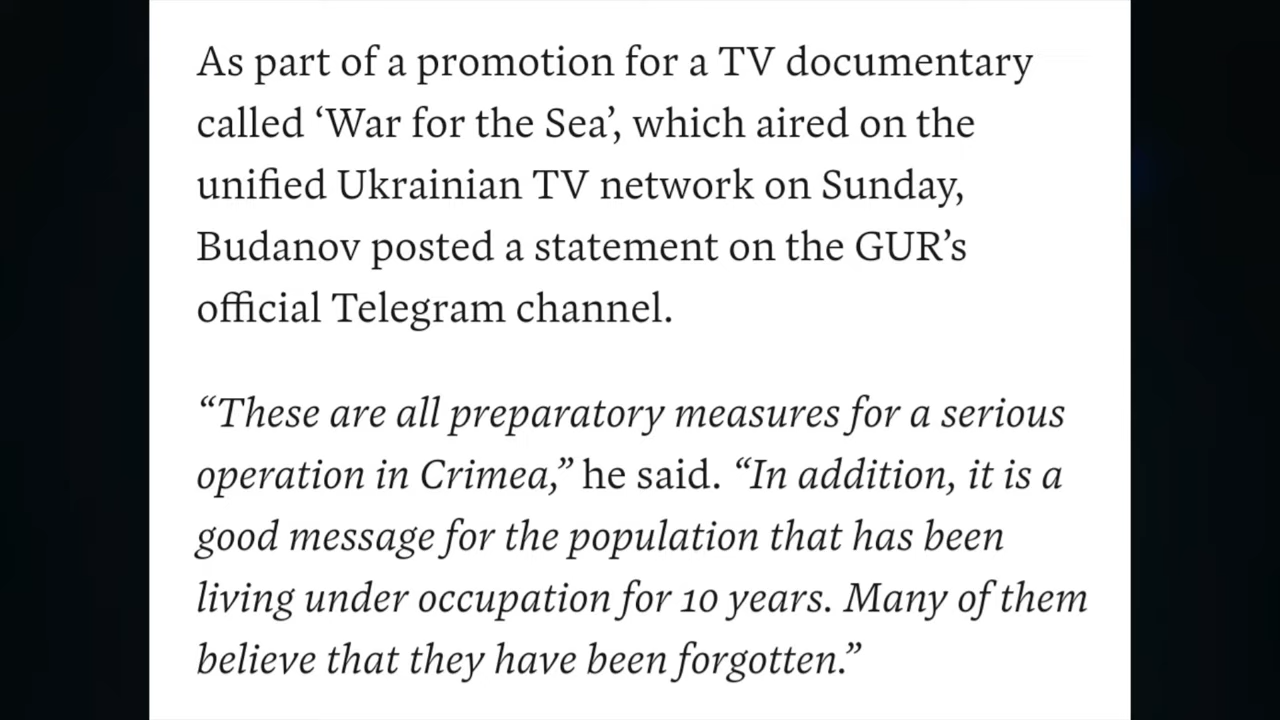 As part of a promotion for a TV documentary
called ‘War for the Sea’, which aired on the
unified Ukrainian TV network on Sunday,
Budanov posted a statement on the GUR’s
official Telegram channel.
“These are all preparatory measures for a serious
operation in Crimea,” he said. “In addition, it is a
good message for the population that has been
living under occupation for 10 years. Many of them
believe that they have been forgotten.”